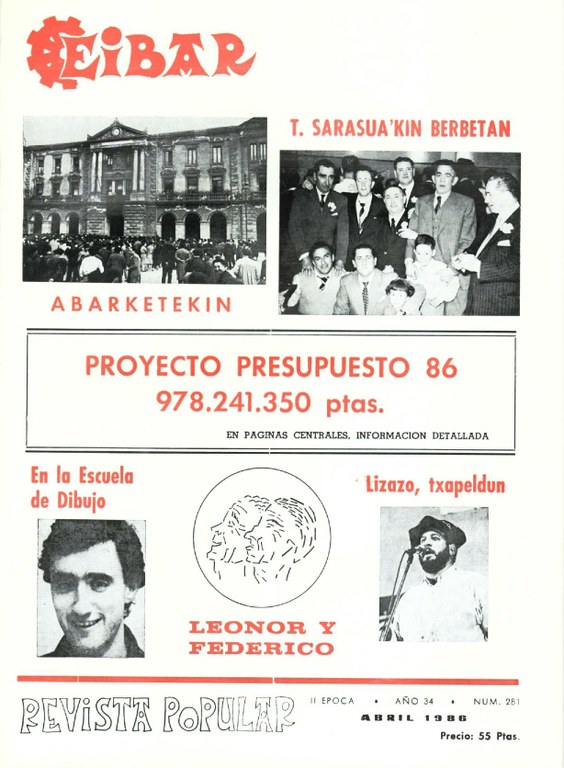 EIBAR
T. SARASUA'KIN BERBETAN
ABARKETEKIN
PROYECTO PRESUPUESTO 86
978.241.350 ptas.
EN PAGINAS CENTRALES, INFORMACION DETALLADA
En la Escuela
de Dibujo
Lizazo, txapeldun
LEONOR Y
FEDERICO
REVISTA POPULAR
II EPOCA • AÑO 34 • NUM. 281
ABRIL 1986
Precio: 55 Ptas.